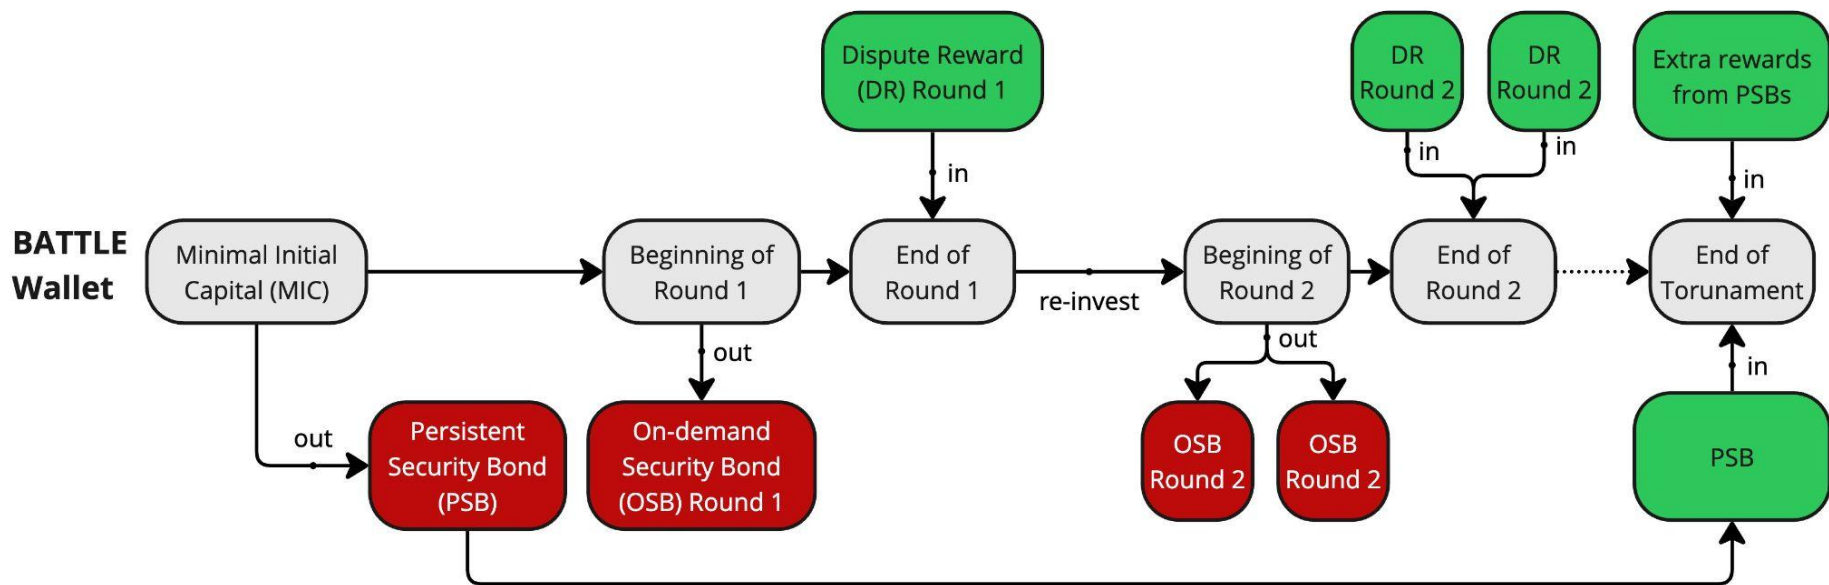 Dispute Reward
(DR) Round 1
DR
Round 2
DR
Round 2
Extra rewards
from PSBs
in
in
in
in
BATTLE
Wallet
Minimal Initial
Capital (MIC)
Beginning of
Round 1
End of
Round 1
re-invest
Begining of
Round 2
End of
Round 2
End of
Torunament
out
out
out
in
Persistent
Security Bond
(PSB)
On-demand
Security Bond
(OSB) Round 1
OSB
Round 2
OSB
Round 2
PSB